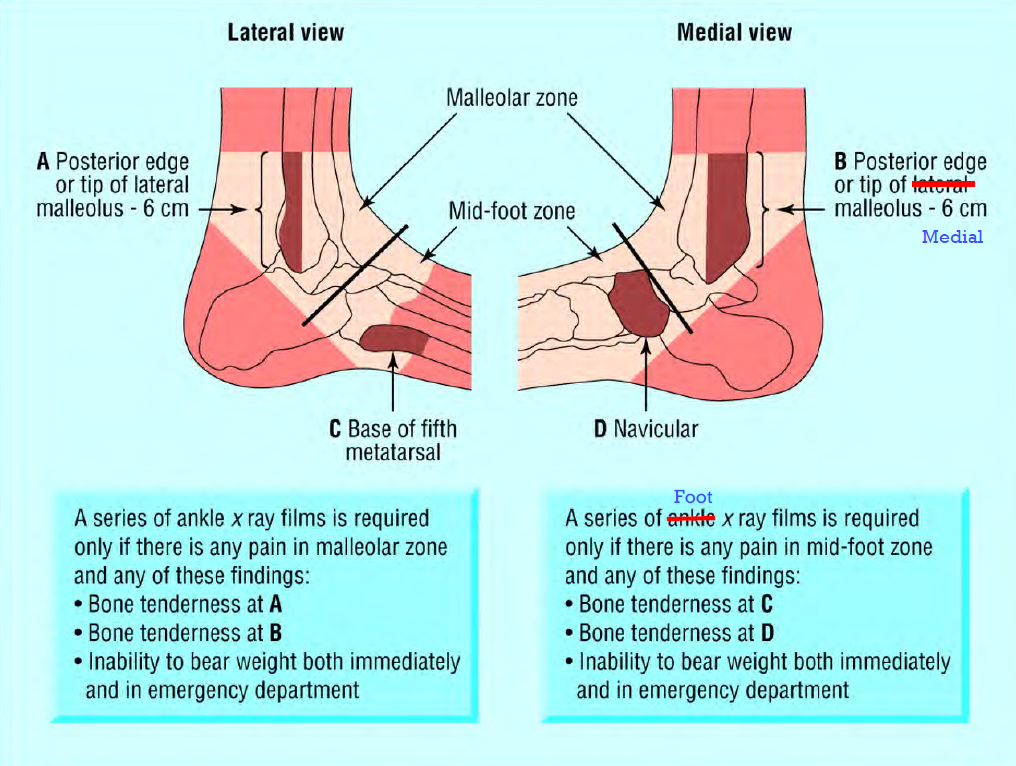 Lateral view
Medial view
Malleolar zone
A Posterior edge
or tip of lateral
malleolus - 6 cm
Mid-foot zone
B Posterior edge
or tip of lateral
malleolus - 6 cm
Medial
C Base of fifth
metatarsal
D Navicular
A series of ankle x ray films is required
only if there is any pain in malleolar zone
and any of these findings:
• Bone tenderness at A
• Bone tenderness at B
• Inability to bear weight both immediately
and in emergency department
Foot
A series of ankle x ray films is required
only if there is any pain in mid-foot zone
and any of these findings:
• Bone tenderness at C
• Bone tenderness at D
• Inability to bear weight both immediately
and in emergency department